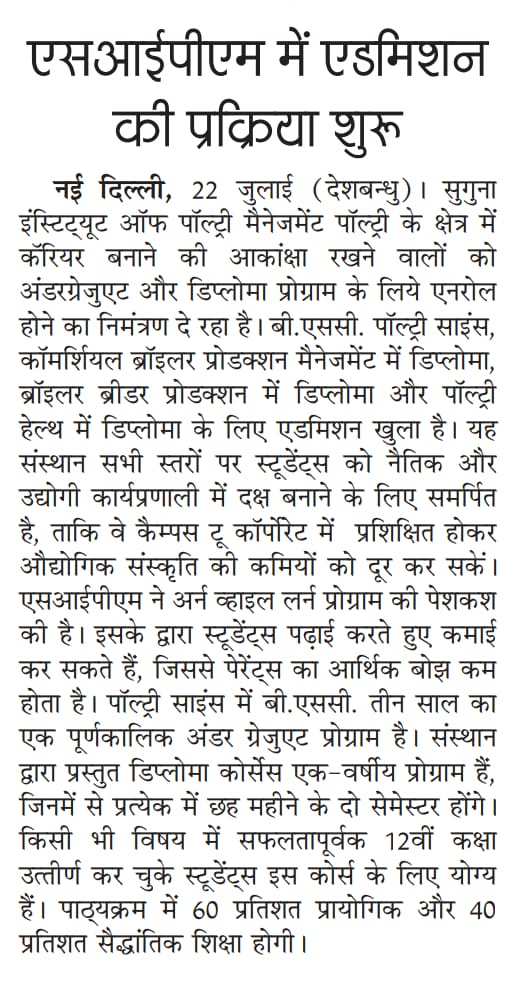 एसआईपीएम में एडमिशन
की प्रक्रिया शुरू
नई दिल्ली, 22 जुलाई (देशबन्धु)। सुगुना
इंस्टिट्यूट ऑफ पॉल्ट्री मैनेजमेंट पॉल्ट्री के क्षेत्र में
कॅरियर बनाने की आकांक्षा रखने वालों को
अंडरग्रेजुएट और डिप्लोमा प्रोग्राम के लिये एनरोल
होने का निमंत्रण दे रहा है। बी.एससी. पॉल्ट्री साइंस,
कॉमर्शियल ब्रॉइलर प्रोडक्शन मैनेजमेंट में डिप्लोमा,
ब्रॉइलर ब्रीडर प्रोडक्शन में डिप्लोमा और पॉल्ट्री
हेल्थ में डिप्लोमा के लिए एडमिशन खुला है। यह
संस्थान सभी स्तरों पर स्टूडेंट्स को नैतिक और
उद्योगी कार्यप्रणाली में दक्ष बनाने के लिए समर्पित
है, ताकि वे कैम्पस टू कॉर्पोरेट में प्रशिक्षित होकर
औद्योगिक संस्कृति की कमियों को दूर कर सकें।
एसआईपीएम ने अर्न व्हाइल लर्न प्रोग्राम की पेशकश
की है। इसके द्वारा स्टूडेंट्स पढ़ाई करते हुए कमाई
कर सकते हैं, जिससे पेरेंट्स का आर्थिक बोझ कम
होता है। पॉल्ट्री साइंस में बी.एससी. तीन साल का
एक पूर्णकालिक अंडर ग्रेजुएट प्रोग्राम है। संस्थान
द्वारा प्रस्तुत डिप्लोमा कोर्सेस एक-वर्षीय प्रोग्राम हैं,
जिनमें से प्रत्येक में छह महीने के दो सेमेस्टर होंगे।
किसी भी विषय में सफलतापूर्वक 12वीं कक्षा
उत्तीर्ण कर चुके स्टूडेंट्स इस कोर्स के लिए योग्य
हैं। पाठ्यक्रम में 60 प्रतिशत प्रायोगिक और 40
प्रतिशत सैद्धांतिक शिक्षा होगी।